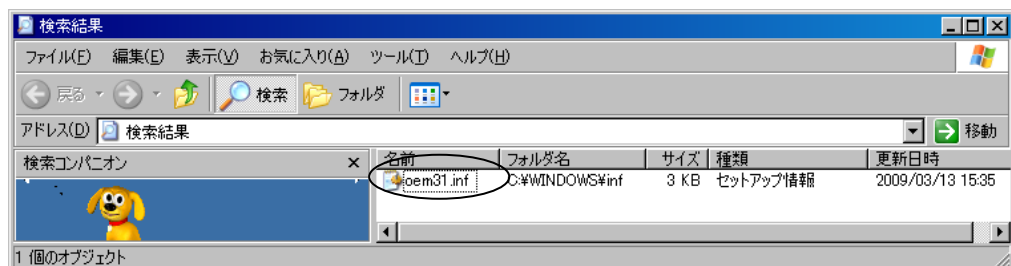 検索結果
ファイル(F) 編集(E) 表示(V) お気に入り(A) ツール(T) ヘルプ(H)
戻る 検索 フォルダ
アドレス(D) 検索結果 移動
検索コンパニオン × 名前 フォルダ名 サイズ 種類 更新日時
oem31.inf C:¥WINDOWS¥inf 3 KB セットアップ情報 2009/03/13 15:35
1 個のオブジェクト